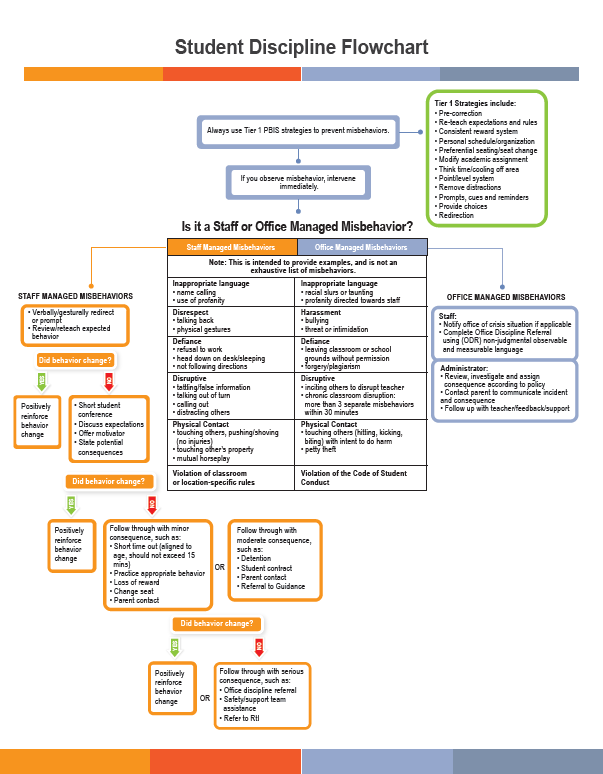 Student Discipline Flowchart
Always use Tier 1 PBIS strategies to prevent misbehaviors.
Tier 1 Strategies include:
• Pre-correction
• Re-teach expectations and rules
• Consistent reward system
• Personal schedule/organization
• Preferential seating/seat change
• Modify academic assignment
• Think time/cooling off area
• Point/level system
• Remove distractions
• Prompts, cues and reminders
• Provide choices
• Redirection
If you observe misbehavior, intervene
immediately.
Is it a Staff or Office Managed Misbehavior?
Staff Managed Misbehaviors
Office Managed Misbehaviors
Note: This is intended to provide examples, and is not an
exhaustive list of misbehaviors.
Inappropriate language
• name calling
• use of profanity
Inappropriate language
• racial slurs or taunting
• profanity directed towards staff
Disrespect
• talking back
• physical gestures
Harassment
• bullying
• threat or intimidation
Defiance
• refusal to work
• head down on desk/sleeping
• not following directions
Defiance
• leaving classroom or school
grounds without permission
• forgery/plagiarism
Disruptive
• tattling/false information
• talking out of turn
• calling out
• distracting others
Disruptive
• inciting others to disrupt teacher
• chronic classroom disruption:
more than 3 separate misbehaviors
within 30 minutes
Physical Contact
• touching others, pushing/shoving
(no injuries)
• touching other's property
• mutual horseplay
Physical Contact
• touching others (hitting, kicking,
biting) with intent to do harm
• petty theft
Violation of classroom
or location-specific rules
Violation of the Code of Student
Conduct
STAFF MANAGED MISBEHAVIORS
• Verbally/gesturally redirect
or prompt
• Review/reteach expected
behavior
Did behavior change?
YES
NO
Positively
reinforce
behavior
change
• Short student
conference
• Discuss expectations
• Offer motivator
• State potential
consequences
Did behavior change?
YES
NO
Positively
reinforce
behavior
change
Follow through with minor
consequence, such as:
• Short time out (aligned to
age, should not exceed 15
mins)
• Practice appropriate behavior
• Loss of reward
• Change seat
• Parent contact
OR
Follow through with
moderate consequence,
such as:
• Detention
• Student contract
• Parent contact
• Referral to Guidance
Did behavior change?
YES
NO
Positively
reinforce
behavior
change
OR
Follow through with serious
consequence, such as:
• Office discipline referral
• Safety/support team
assistance
• Refer to RtI
OFFICE MANAGED MISBEHAVIORS
Staff:
• Notify office of crisis situation if applicable
• Complete Office Discipline Referral
using (ODR) non-judgmental observable
and measurable language
Administrator:
• Review, investigate and assign
consequence according to policy
• Contact parent to communicate incident
and consequence
• Follow up with teacher/feedback/support